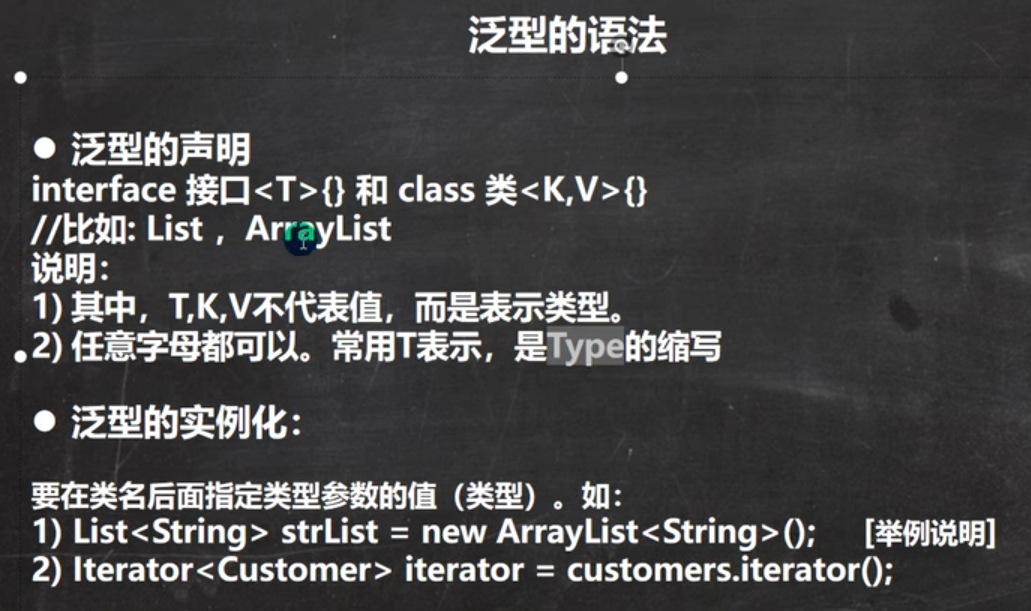 泛型的语法
● 泛型的声明
interface 接口<T>{} 和 class 类<K,V>{}
//比如: List ，ArrayList
说明：
1) 其中，T,K,V不代表值，而是表示类型。
2) 任意字母都可以。常用T表示，是Type的缩写
● 泛型的实例化：
要在类名后面指定类型参数的值（类型）。如：
1) List<String> strList = new ArrayList<String>(); [举例说明]
2) Iterator<Customer> iterator = customers.iterator();